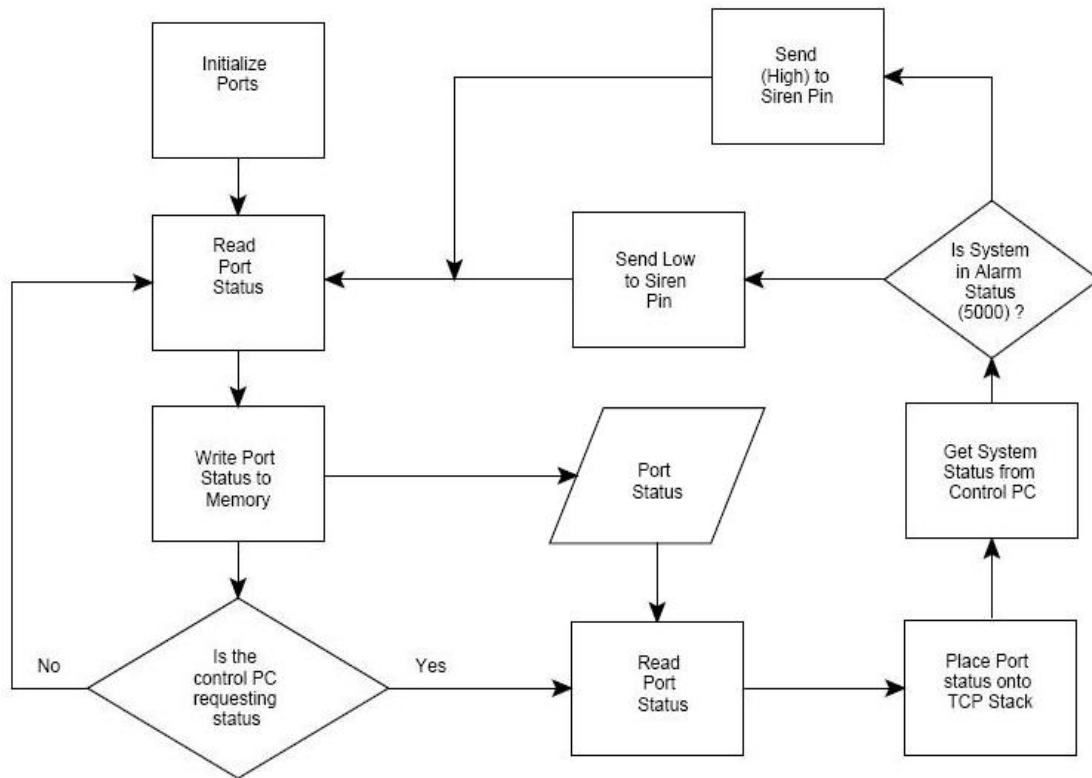 Initialize
Ports
Send
(High) to
Siren Pin
Read
Port
Status
Send Low
to Siren
Pin
Is System
in Alarm
Status
(5000) ?
Write Port
Status to
Memory
Port
Status
Get System
Status from
Control PC
No
Is the
control PC
requesting
status
Yes
Read
Port
Status
Place Port
status onto
TCP Stack